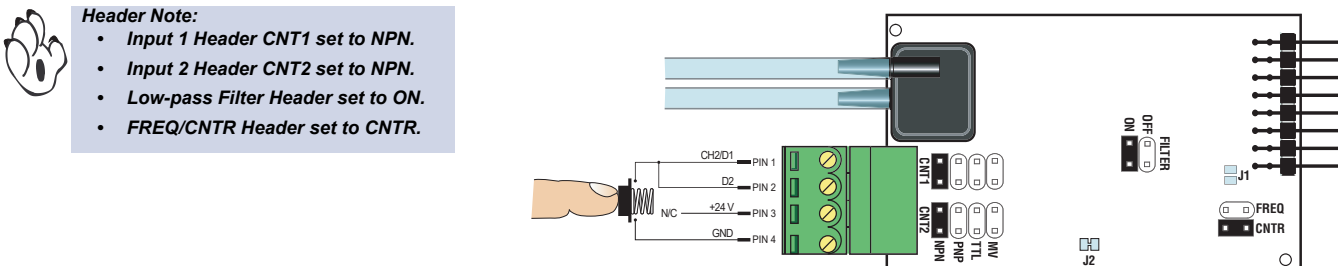 Header Note:
• Input 1 Header CNT1 set to NPN.
• Input 2 Header CNT2 set to NPN.
• Low-pass Filter Header set to ON.
• FREQ/CNTR Header set to CNTR.
CH2/D1
PIN 1
D2
PIN 2
N/C
+24 V
PIN 3
GND
PIN 4
CNT1
CNT2
NPN
PNP
TTL
MV
ON
OFF
FILTER
J1
FREQ
CNTR
J2